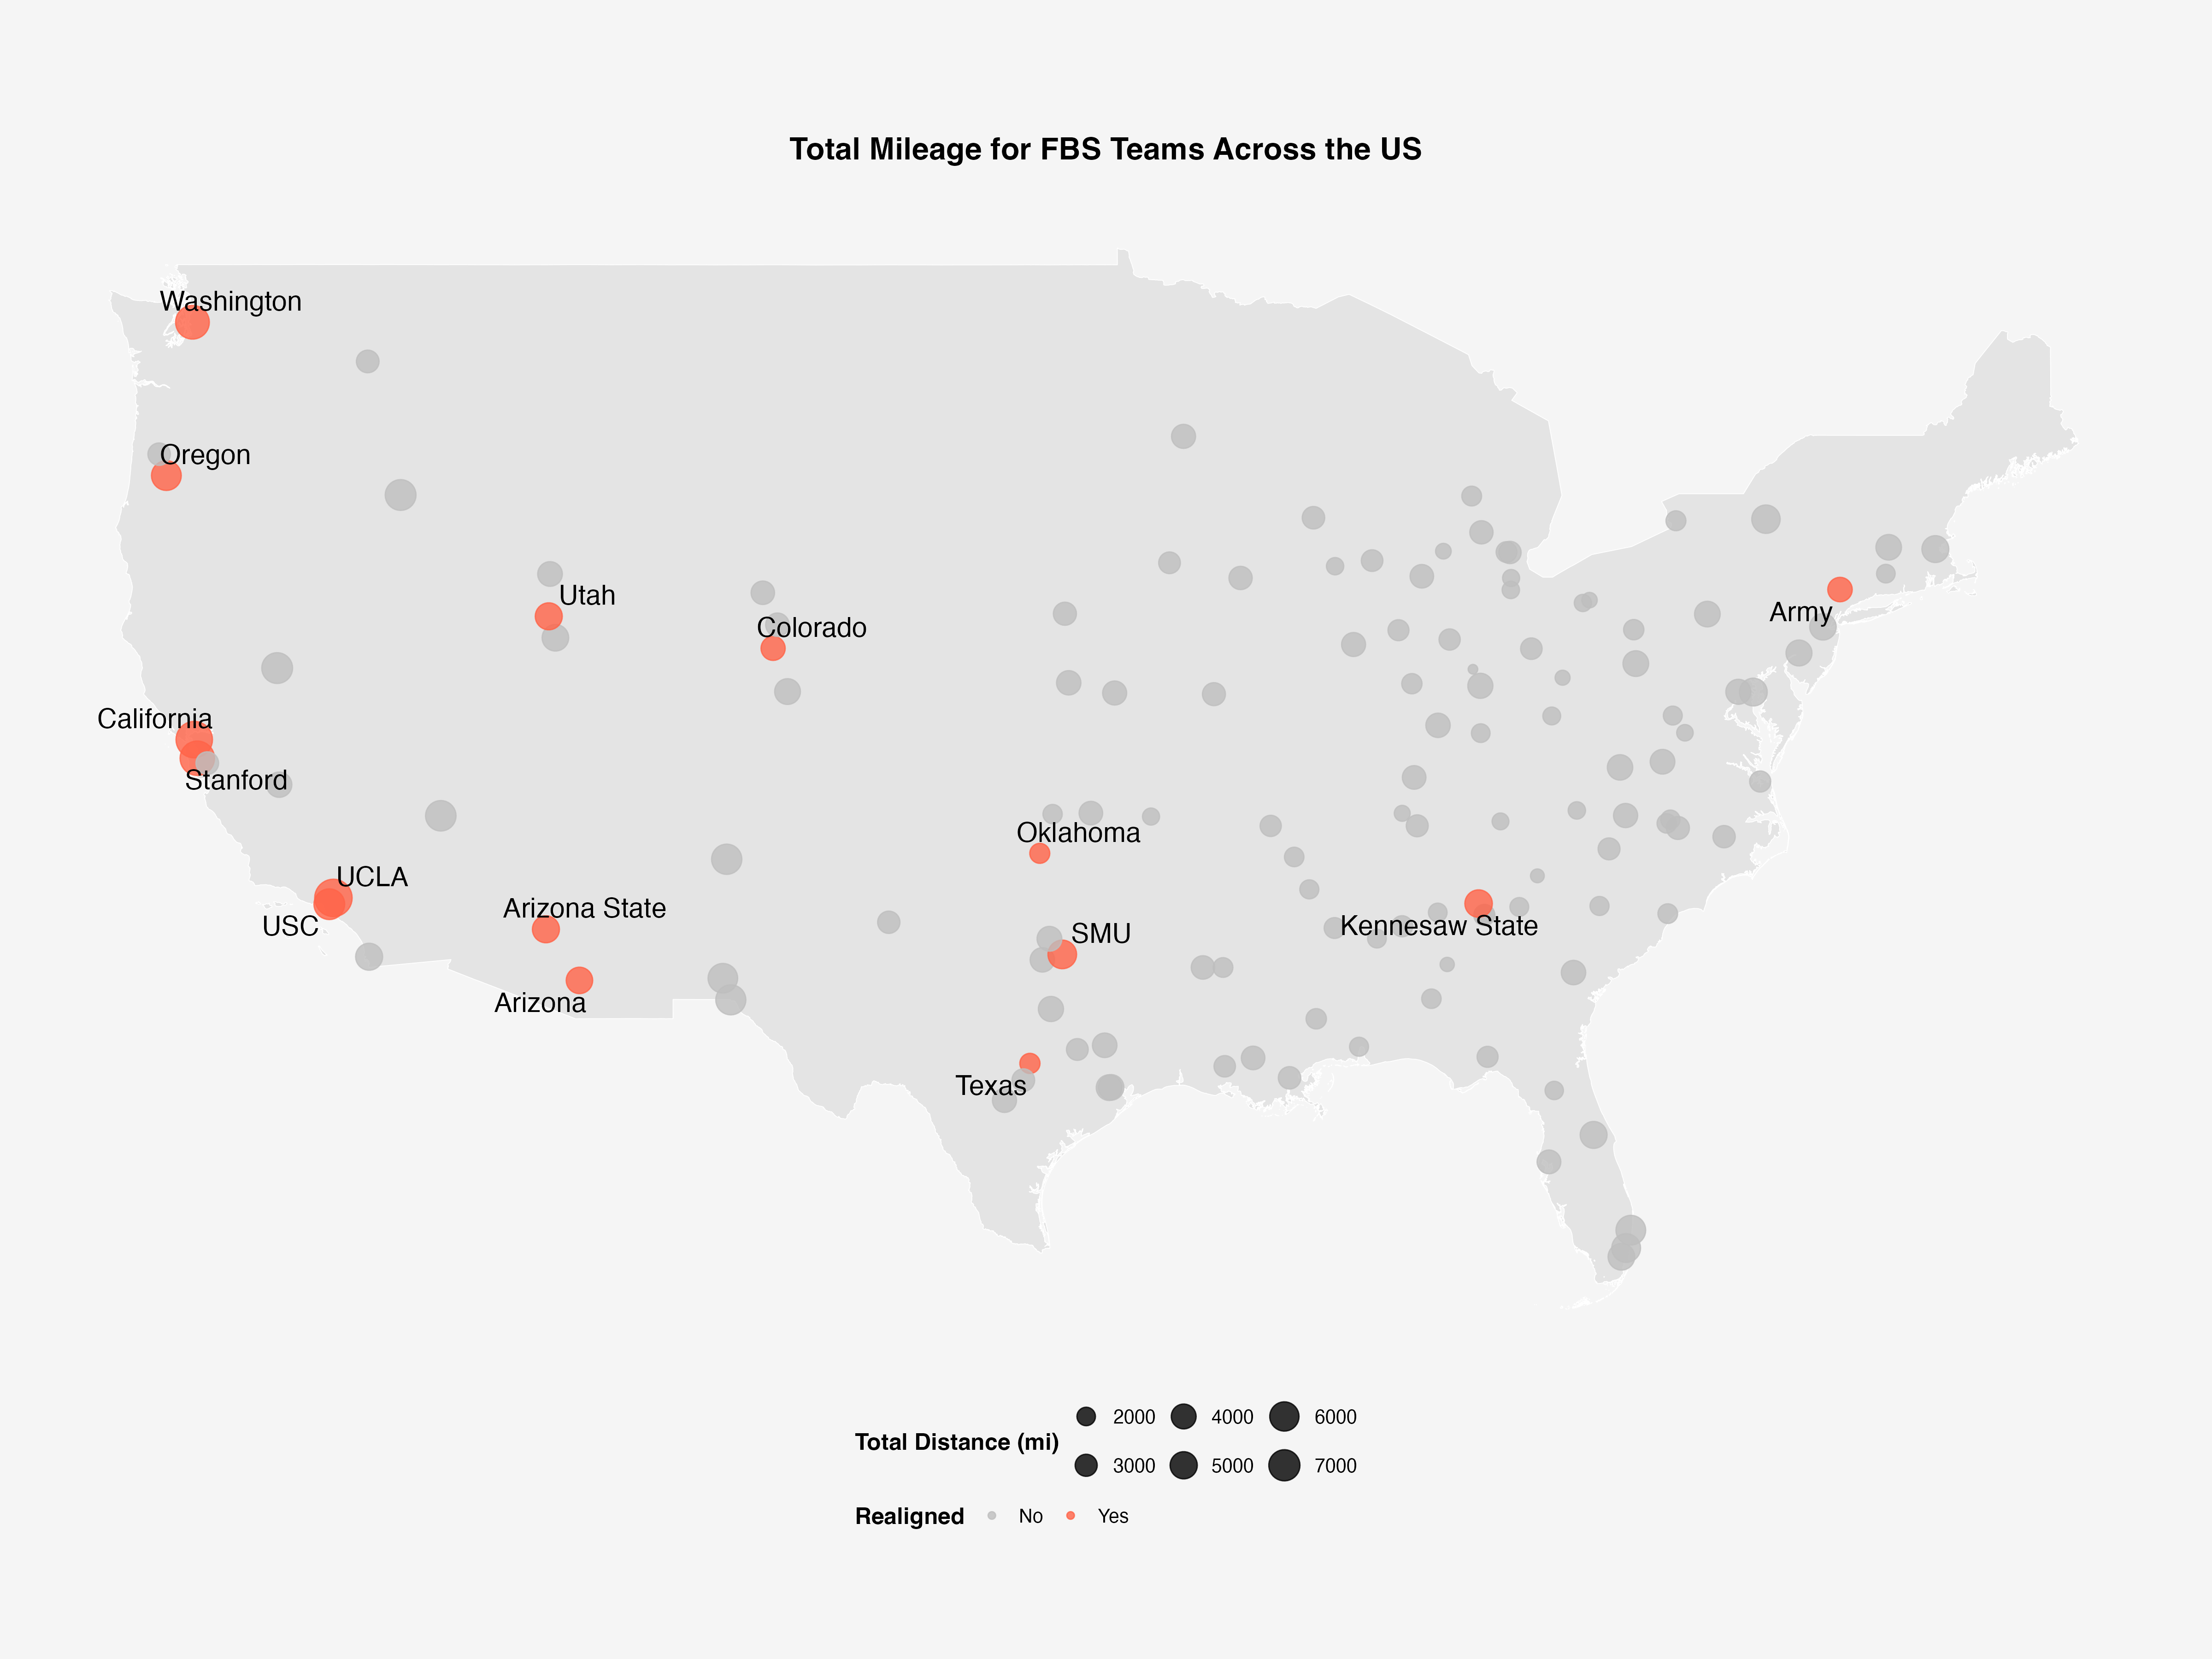 Total Mileage for FBS Teams Across the US
Washington
Oregon
Utah
Colorado
Army
California
Stanford
Oklahoma
UCLA
USC
Arizona State
SMU
Kennesaw State
Arizona
Texas
Total Distance (mi)
2000 4000 6000
3000 5000 7000
Realigned No Yes